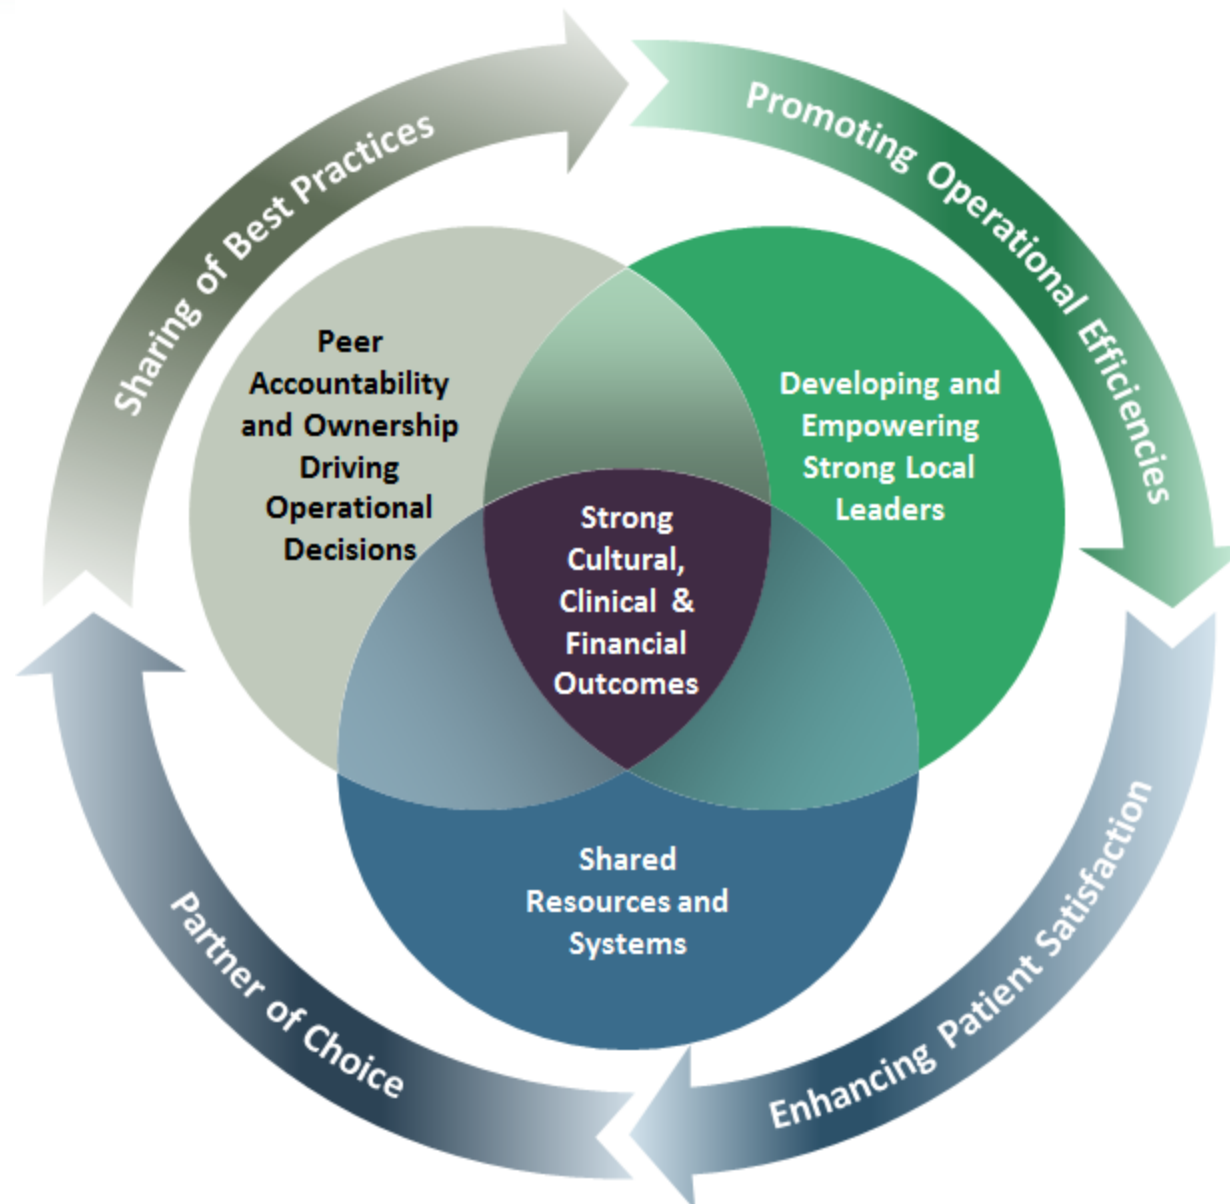 Sharing of Best Practices
Promoting Operational Efficiencies
Peer
Accountability
and Ownership
Driving
Operational
Decisions
Developing and
Empowering
Strong Local
Leaders
Strong
Cultural,
Clinical &
Financial
Outcomes
Shared
Resources and
Systems
Partner of Choice
Enhancing Patient Satisfaction